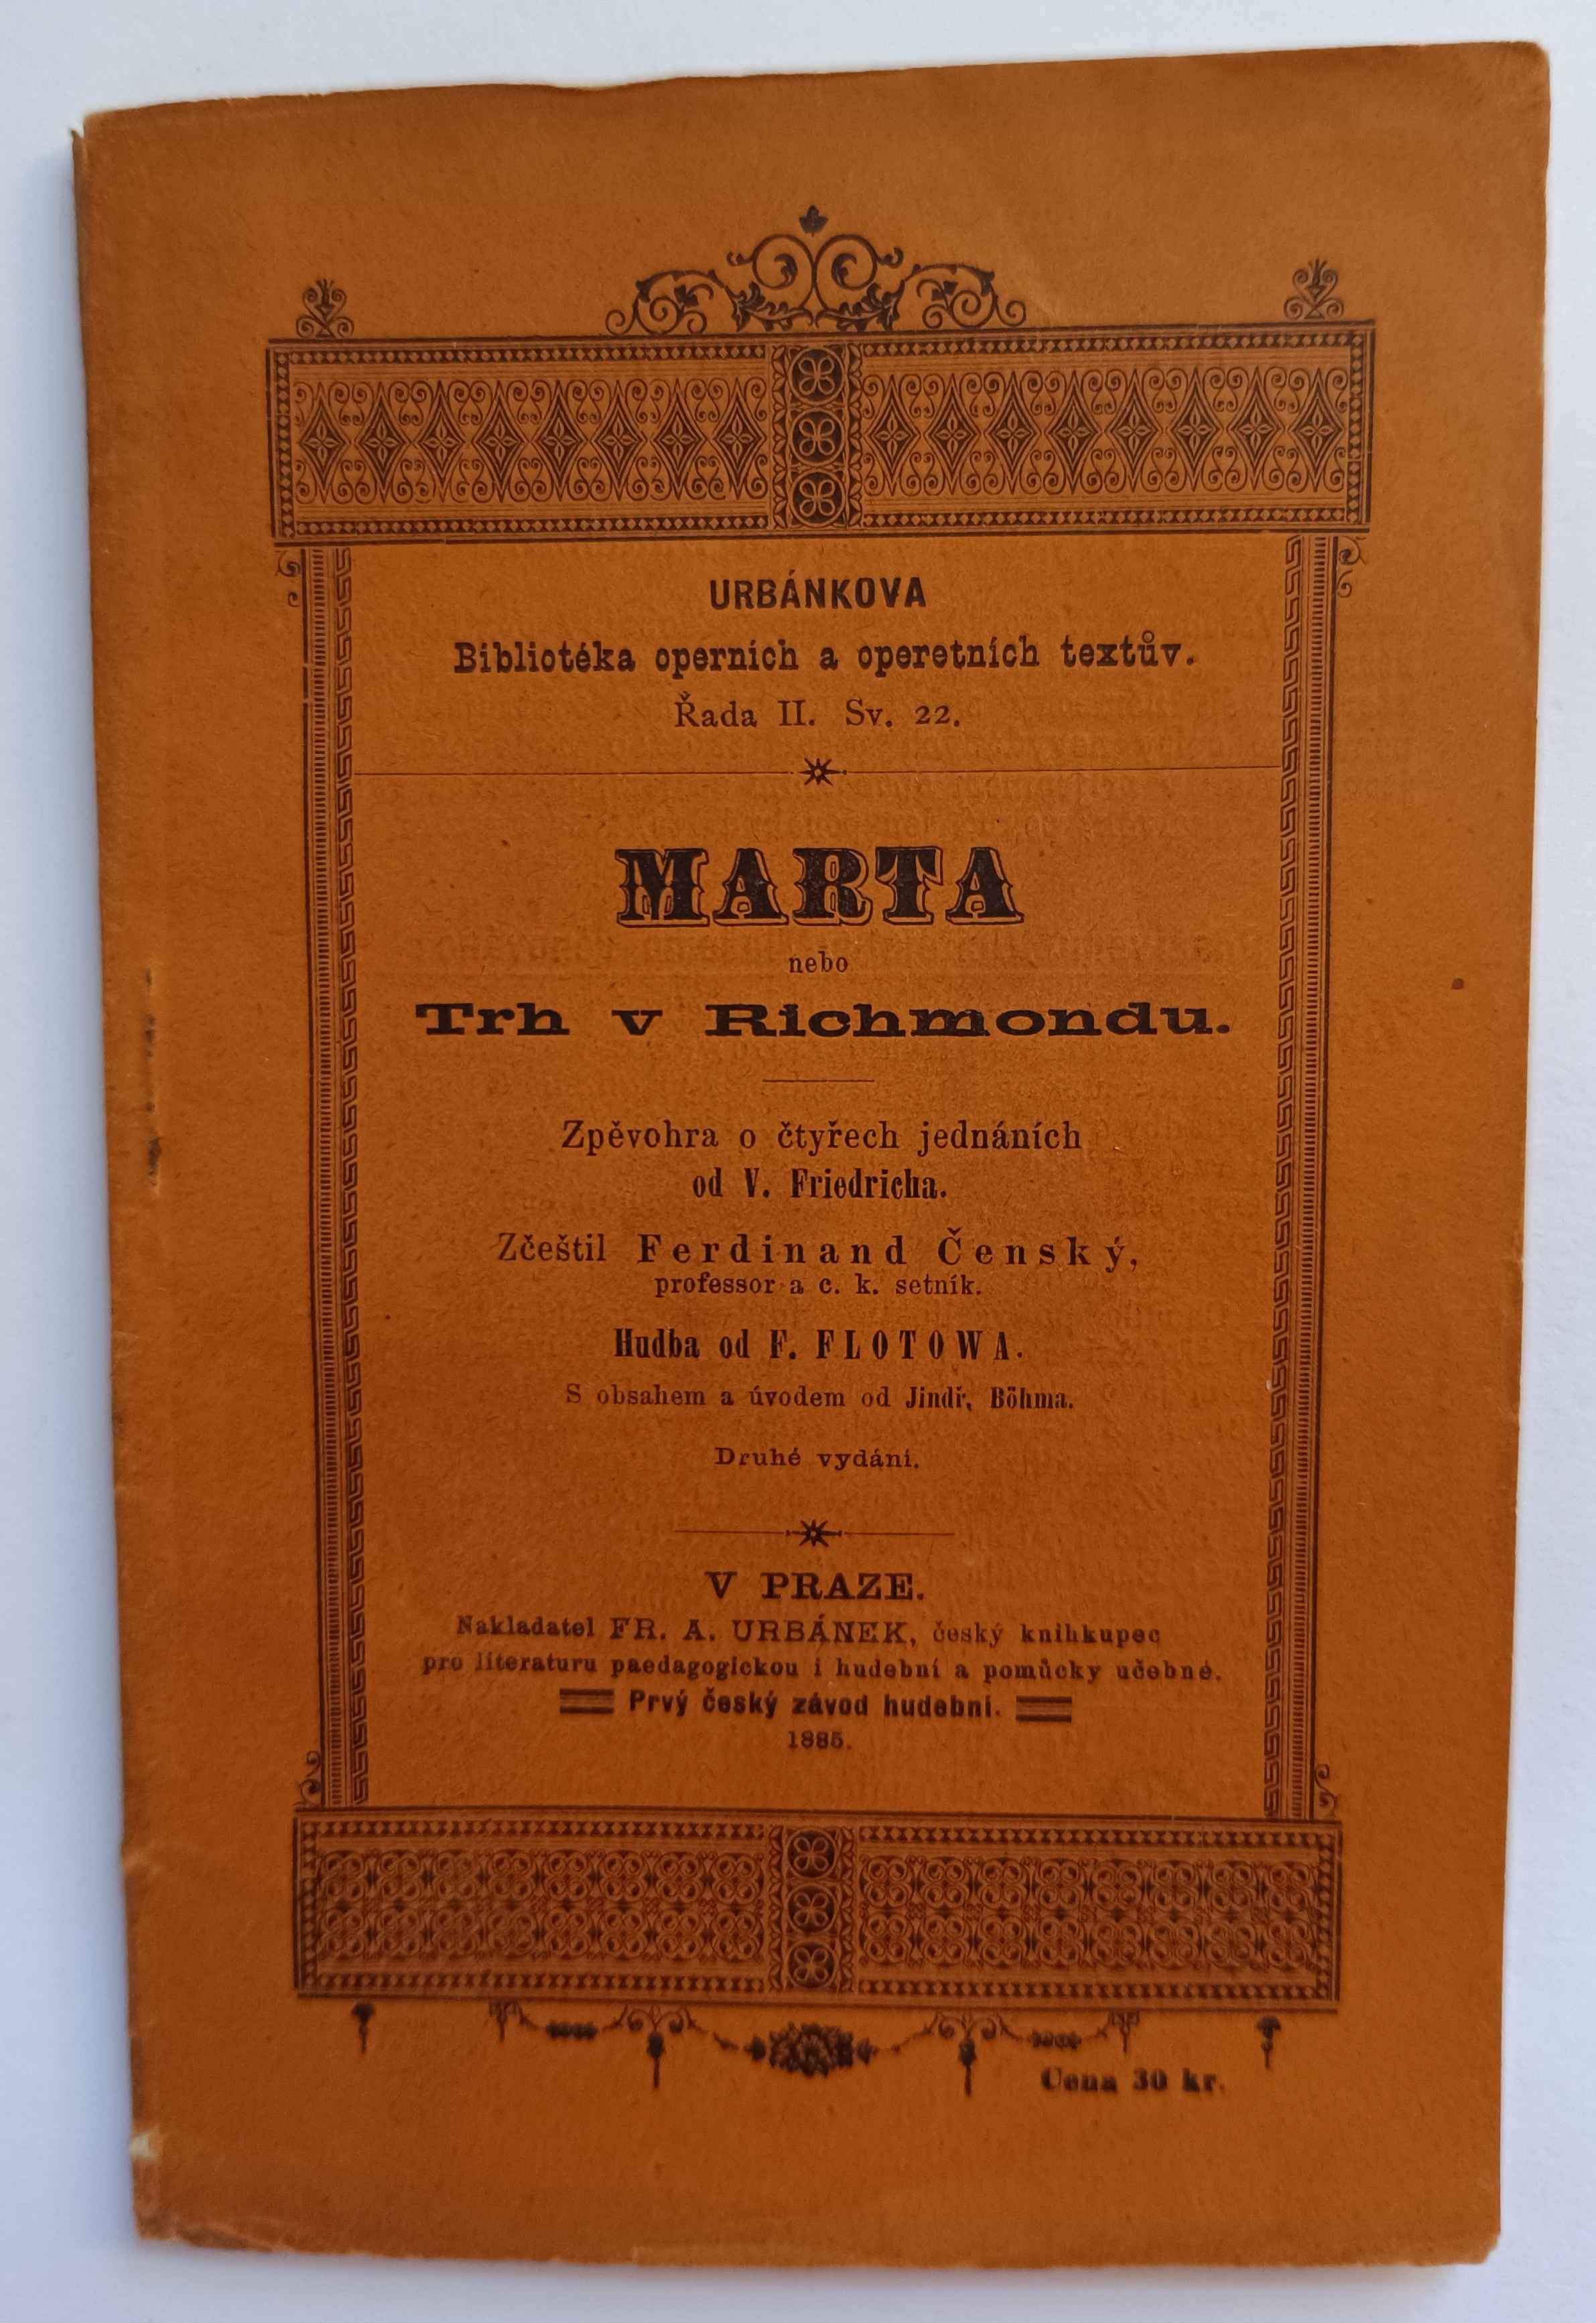 URBÁNKOVA
Bibliotéka operních a operetních textův.
Řada II. Sv. 22.
MARTA
nebo
Trh v Richmondu.
Zpěvohra o čtyřech jednáních
od V. Friedricha.
Zčeštil Ferdinand Čenský,
professor a c. k. setník.
Hudba od F. FLOTOWA.
S obsahem a úvodem od Jindř. Böhma.
Druhé vydání.
V PRAZE.
Nakladatel FR. A. URBÁNEK, český knihkupec
pro literaturu paedagogickou i hudební a pomůcky učebné.
Prvý český závod hudební.
1885.
Cena 30 kr.